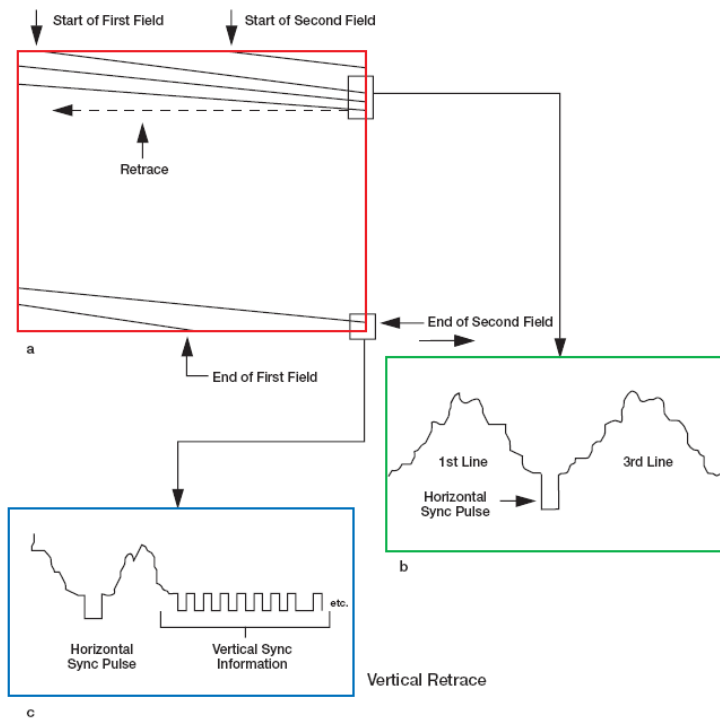 Start of First Field
Start of Second Field
Retrace
End of Second Field
a
End of First Field
1st Line
3rd Line
Horizontal
Sync Pulse
b
etc.
Horizontal
Sync Pulse
Vertical Sync
Information
Vertical Retrace
c